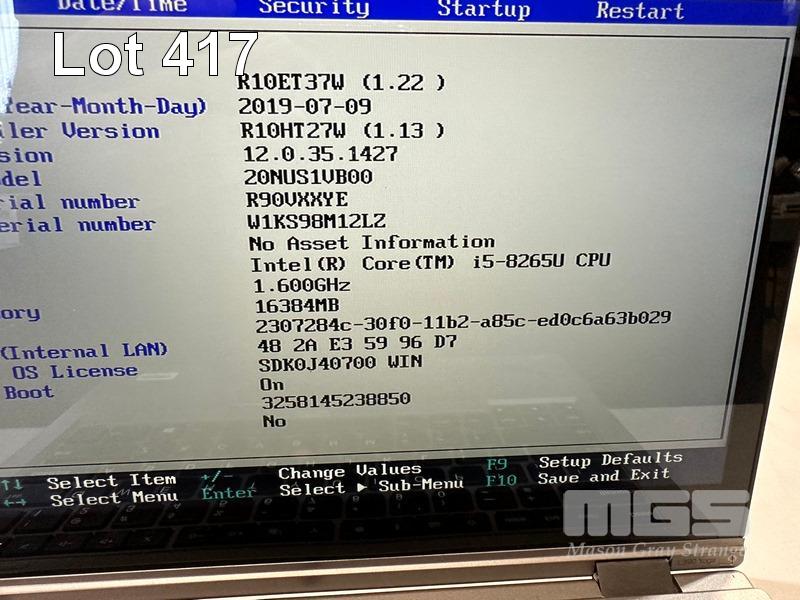 Date/Time Security Startup Restart
Lot 417
R10ET37W (1.22 )
Year-Month-Day) 2019-07-09
ler Version R10HT27W (1.13 )
sion 12.0.35.1427
del 20NUS1VB00
rial number R90VXXYE
erial number W1KS98M12LZ
No Asset Information
Intel(R) Core(TM) i5-8265U CPU
1.600GHz
ory 16384MB
2307284c-30f0-11b2-a85c-ed0c6a63b029
(Internal LAN) 48 2A E3 59 96 D7
OS License SDK0J40700 WIN
Boot On
3258145238850
No
↑↓ Select Item +/- Change Values F9 Setup Defaults
←→ Select Menu Enter Select ▶ Sub-Menu F10 Save and Exit
MGS
Mason Gray Strange